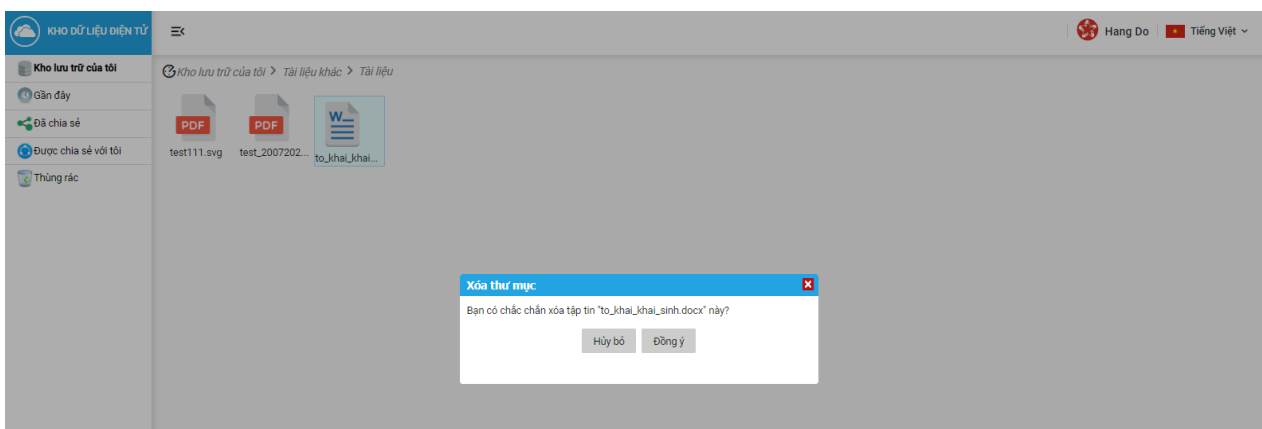 KHO DỮ LIỆU ĐIỆN TỬ
Hang Do
Tiếng Việt
Kho lưu trữ của tôi
Gần đây
Đã chia sẻ
Được chia sẻ với tôi
Thùng rác
Kho lưu trữ của tôi > Tài liệu khác > Tài liệu
PDF
PDF
W
test111.svg
test_2007202...
to_khai_khai...
Xóa thư mục
Bạn có chắc chắn xóa tập tin "to_khai_khai_sinh.docx" này?
Hủy bỏ
Đồng ý